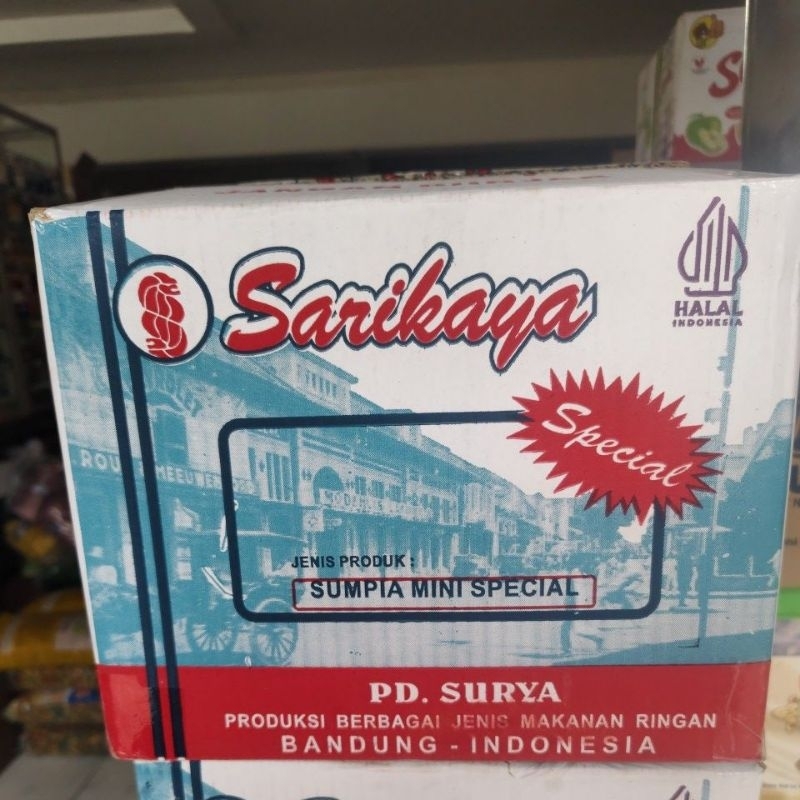 Sarikaya
HALAL
INDONESIA
Special
JENIS PRODUK :
SUMPIA MINI SPECIAL
PD. SURYA
PRODUKSI BERBAGAI JENIS MAKANAN RINGAN
BANDUNG - INDONESIA